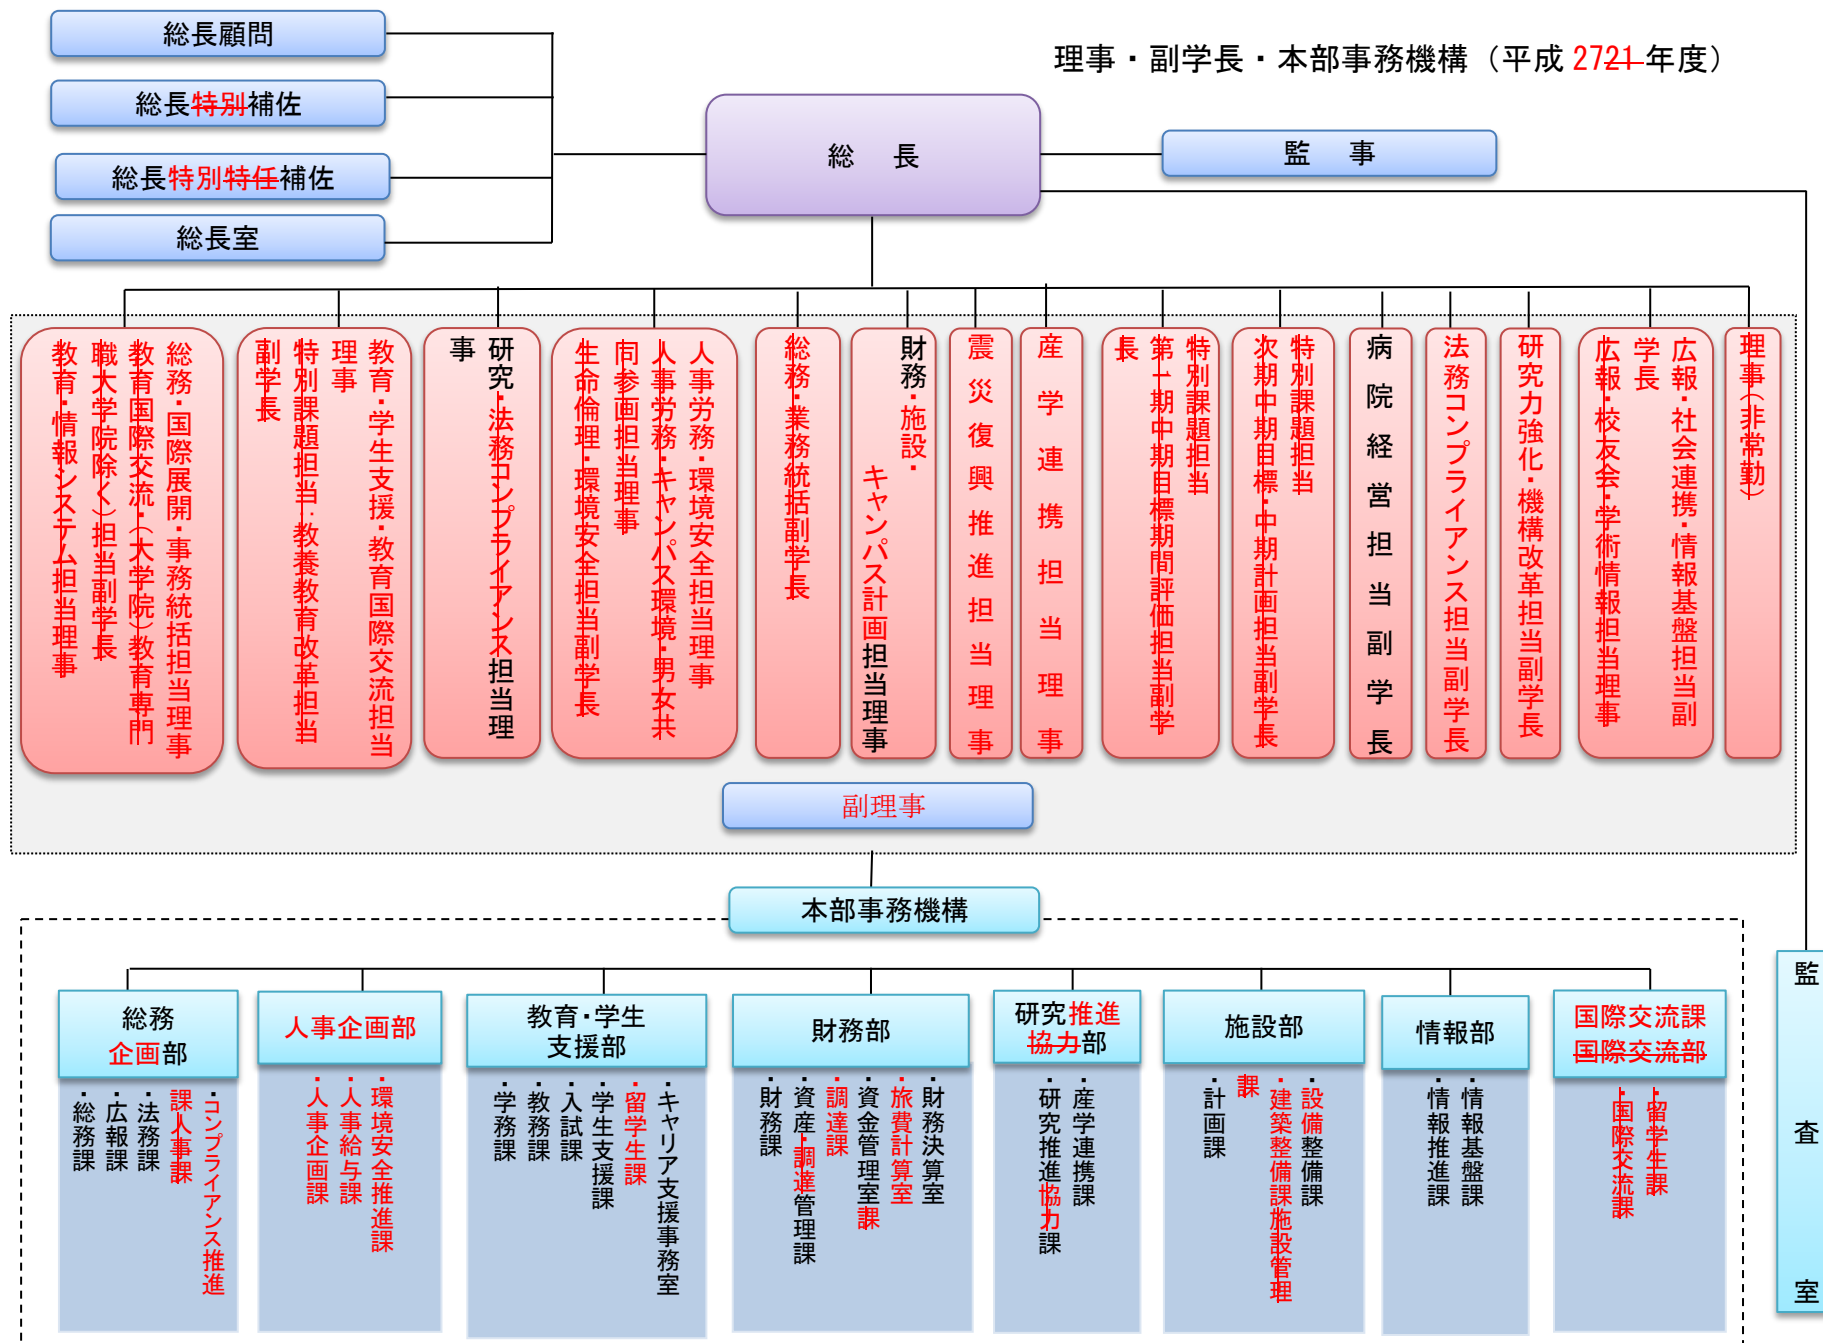 総長顧問
理事・副学長・本部事務機構（平成 2721 年度）
総長特別補佐
総　長
監　事
総長特別特任補佐
総長室
総務・国際展開・事務統括担当理事
教育国際交流・（大学院）教育専門
職大学院除く）担当副学長
教育・情報システム担当理事
教育・学生支援・教育国際交流担当
理事
特別課題担当：教養教育改革担当
副学長
研究・法務コンプライアンス担当理
事
人事労務・環境安全担当理事
人事労務・キャンパス環境・男女共
同参画担当理事
生命倫理・環境安全担当副学長
総務・業務統括副学長
財務・施設・
キャンパス計画担当理事
震災復興推進担当理事
産学連携担当理事
特別課題担当
第一期中期目標期間評価担当副学
長
特別課題担当
次期中期目標・中期計画担当副学長
病院経営担当副学長
法務コンプライアンス担当副学長
研究力強化・機構改革担当副学長
広報・社会連携・情報基盤担当副
学長
広報・校友会・学術情報担当理事
理事（非常勤）
副理事
本部事務機構
総務
企画部
・コンプライアンス推進
課人事課
・法務課
・広報課
・総務課
人事企画部
・環境安全推進課
・人事給与課
・人事企画課
教育・学生
支援部
・キャリア支援事務室
・留学生課
・学生支援課
・入試課
・教務課
・学務課
財務部
・財務決算室
・旅費計算室
・資金管理室課
・調達課
・資産・調達管理課
・財務課
研究推進
協力部
・産学連携課
・研究推進協力課
施設部
・設備整備課
・建築整備課施設管理
課
・計画課
情報部
・情報基盤課
・情報推進課
国際交流課
国際交流部
・留学生課
・国際交流課
監査室